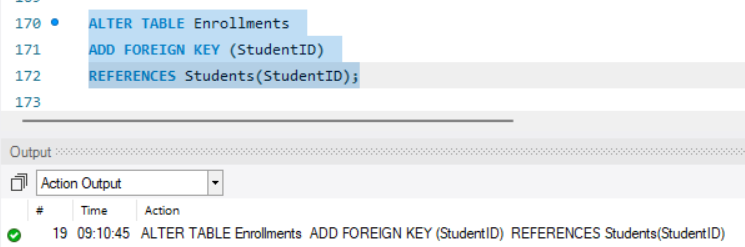 170 ALTER TABLE Enrollments
171 ADD FOREIGN KEY (StudentID)
172 REFERENCES Students(StudentID);
173
Output
Action Output
# Time Action
19 09:10:45 ALTER TABLE Enrollments ADD FOREIGN KEY (StudentID) REFERENCES Students(StudentID)